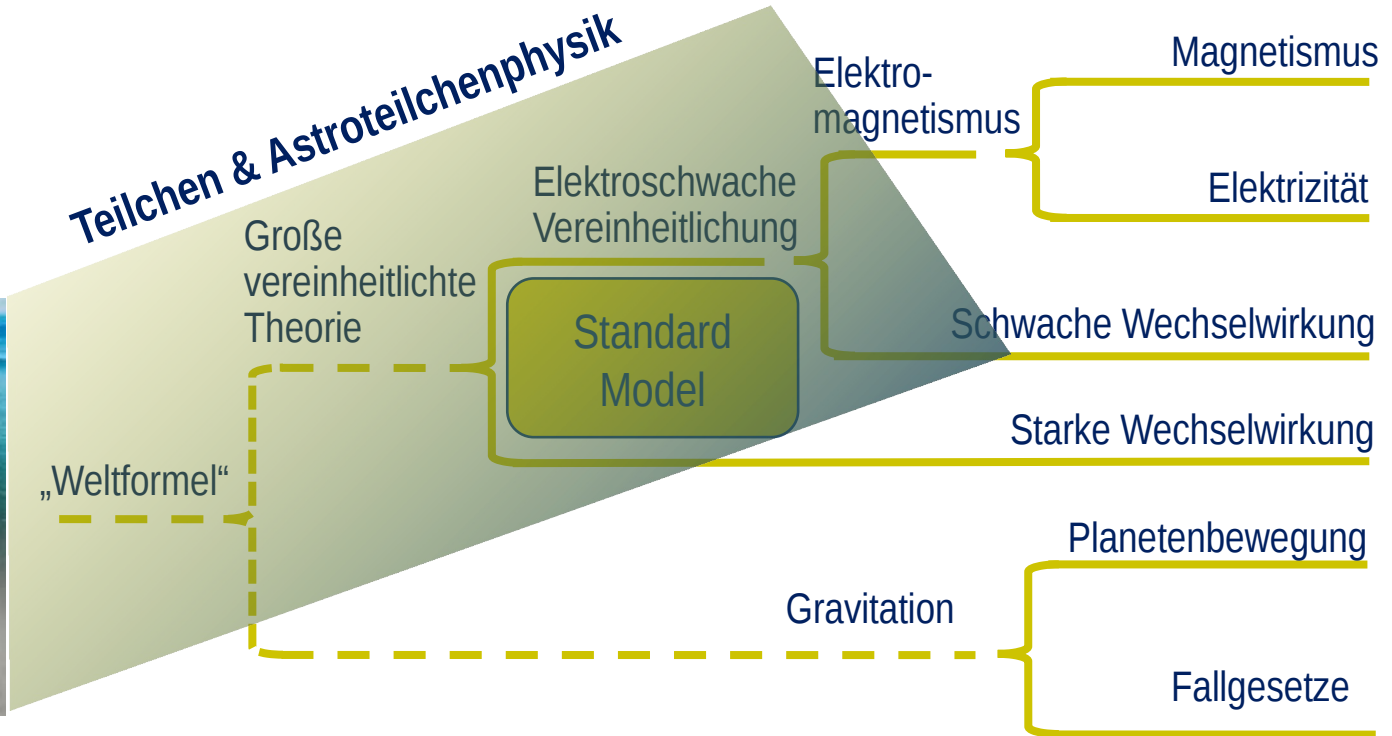 Teilchen & Astroteilchenphysik
Magnetismus
Elektro-
magnetismus
Elektrizität
Elektroschwache
Vereinheitlichung
Große
vereinheitlichte
Theorie
Standard
Model
Schwache Wechselwirkung
Starke Wechselwirkung
„Weltformel“
Planetenbewegung
Gravitation
Fallgesetze